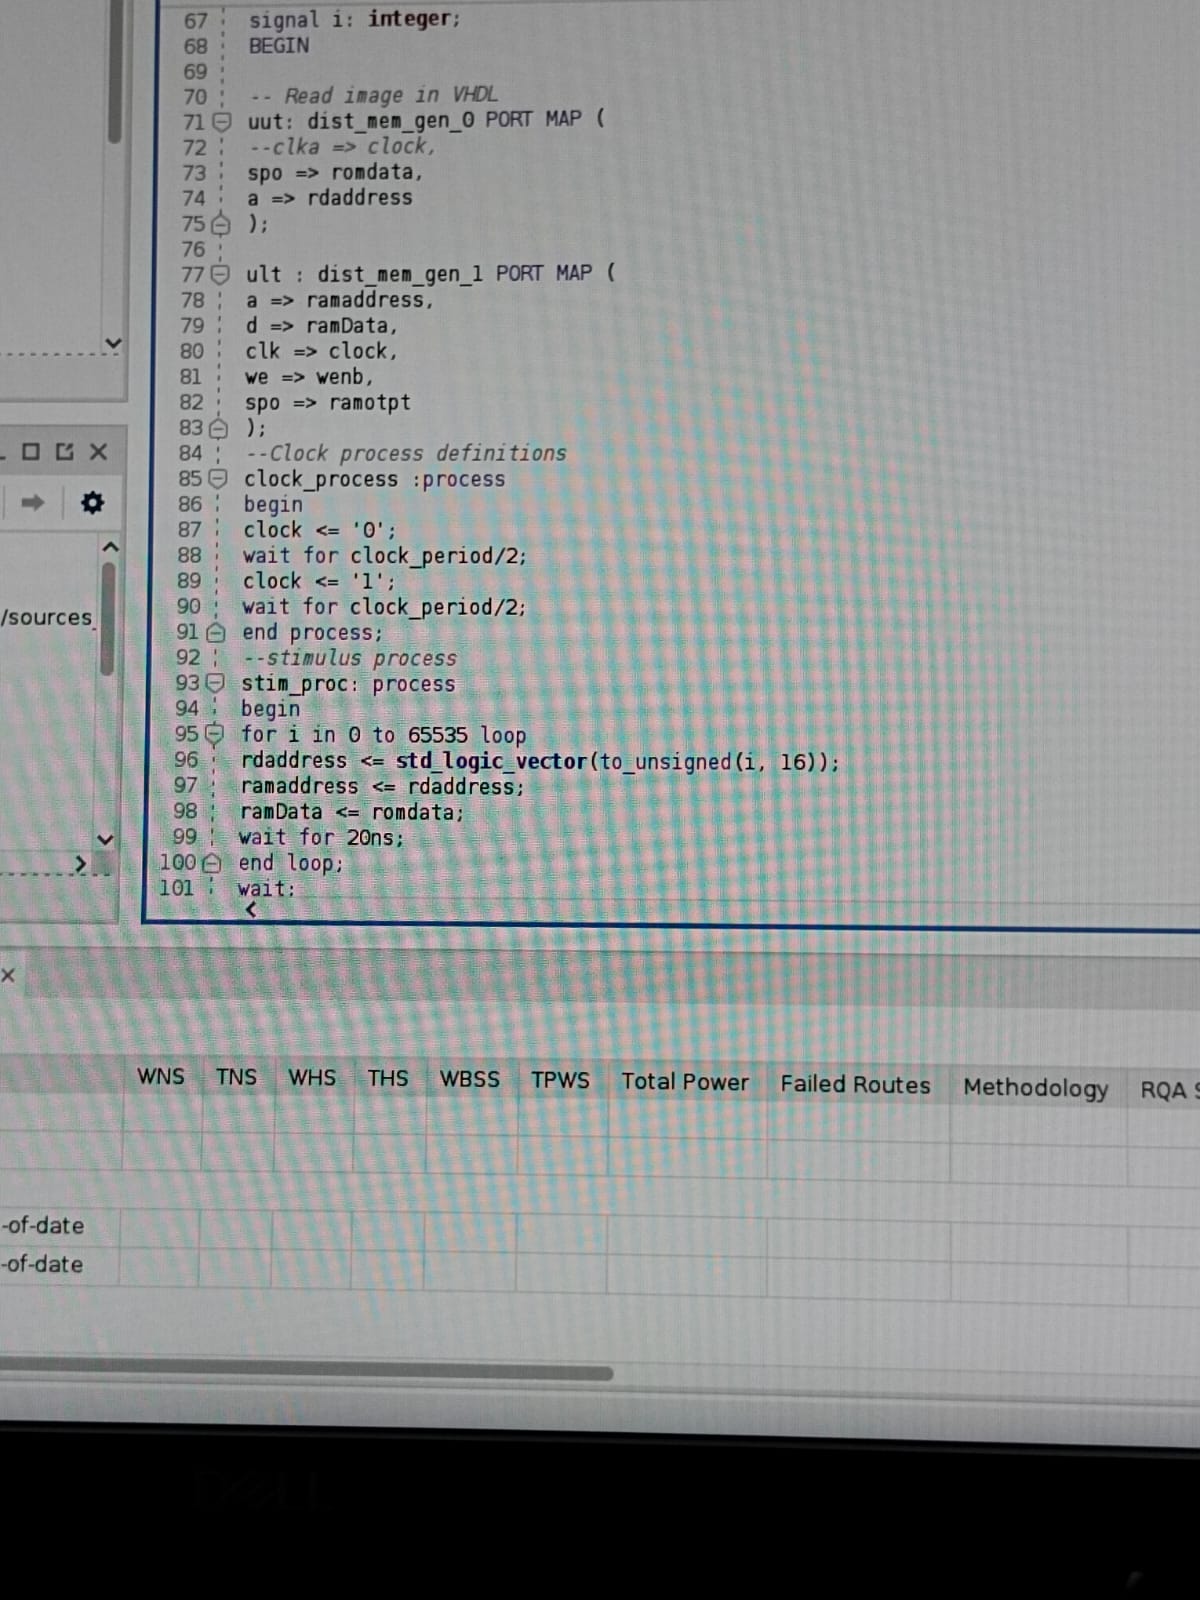 67 signal i: integer;
68 BEGIN
69
70 -- Read image in VHDL
71 uut: dist_mem_gen_0 PORT MAP (
72 --clka => clock,
73 spo => romdata,
74 a => rdaddress
75 );
76
77 ult : dist_mem_gen_1 PORT MAP (
78 a => ramaddress,
79 d => ramData,
80 clk => clock,
81 we => wenb,
82 spo => ramotpt
83 );
84 --Clock process definitions
85 clock_process :process
86 begin
87 clock <= '0';
88 wait for clock_period/2;
89 clock <= '1';
90 wait for clock_period/2;
91 end process;
92 --stimulus process
93 stim_proc: process
94 begin
95 for i in 0 to 65535 loop
96 rdaddress <= std_logic_vector(to_unsigned(i, 16));
97 ramaddress <= rdaddress;
98 ramData <= romdata;
99 wait for 20ns;
100 end loop;
101 wait;
/sources_
WNS TNS WHS THS WBSS TPWS Total Power Failed Routes Methodology RQA S
-of-date
-of-date
DELL